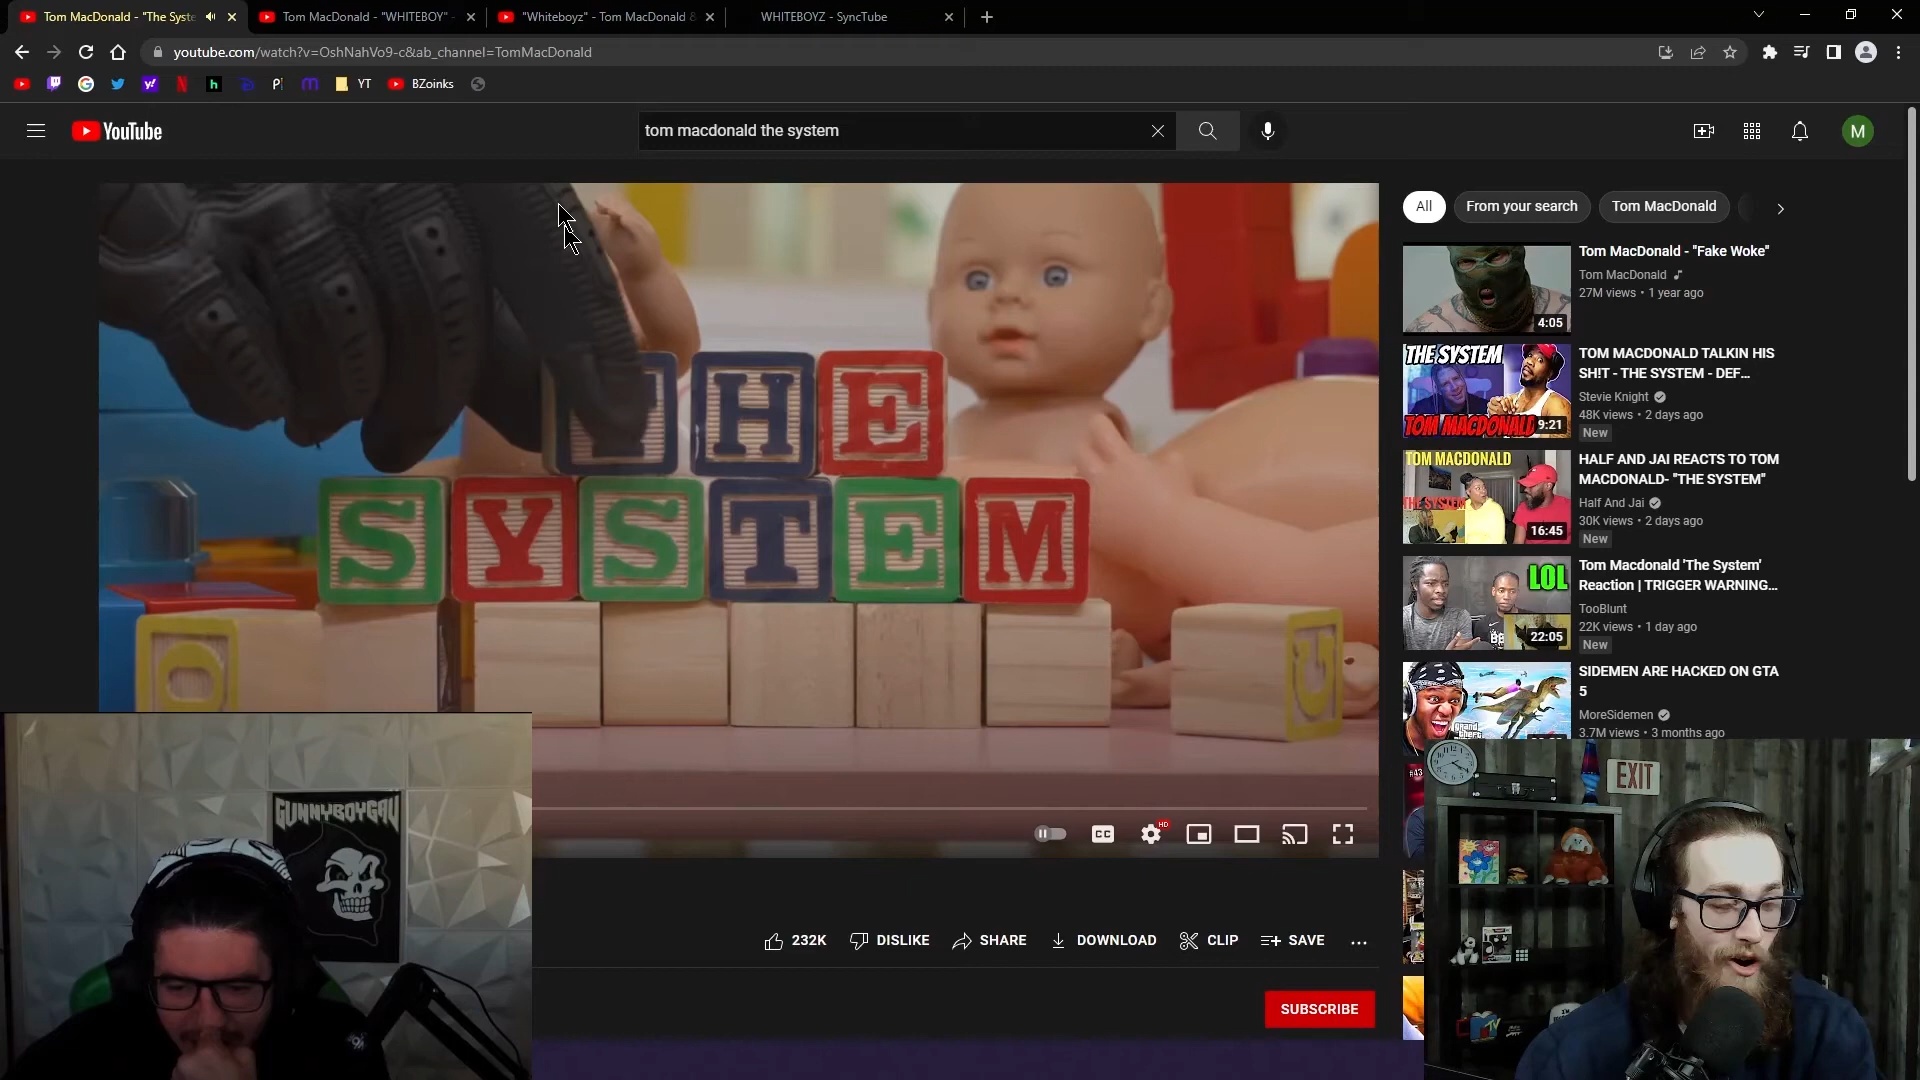 Tom MacDonald - "The Syste
Tom MacDonald - "WHITEBOY" -
"Whiteboyz" - Tom MacDonald &
WHITEBOYZ - SyncTube
youtube.com/watch?v=OshNahVo9-c&ab_channel=TomMacDonald
YT
BZoinks
YouTube
tom macdonald the system
M
All
From your search
Tom MacDonald
THE
SYSTEM
Tom MacDonald - "Fake Woke"
Tom MacDonald
27M views • 1 year ago
4:05
THE SYSTEM
TOM MACDONALD
9:21
TOM MACDONALD TALKIN HIS
SH!T - THE SYSTEM - DEF...
Stevie Knight
48K views • 2 days ago
New
TOM MACDONALD
THE SYSTEM
16:45
HALF AND JAI REACTS TO TOM
MACDONALD- "THE SYSTEM"
Half And Jai
30K views • 2 days ago
New
LOL
22:05
Tom Macdonald 'The System'
Reaction | TRIGGER WARNING...
TooBlunt
22K views • 1 day ago
New
SIDEMEN ARE HACKED ON GTA
5
MoreSidemen
3.7M views • 3 months ago
CC
HD
232K
DISLIKE
SHARE
DOWNLOAD
CLIP
SAVE
SUBSCRIBE
GUNNYBOY
EXIT